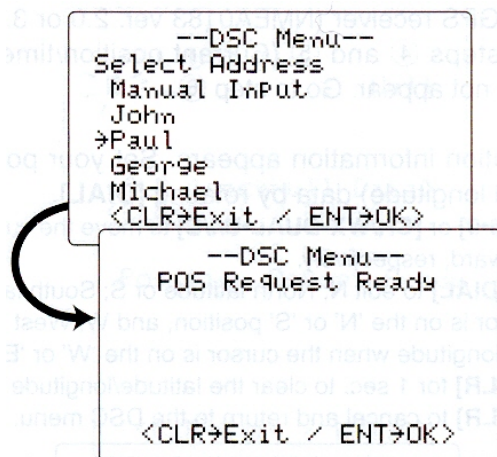 --DSC Menu--
Select Address
Manual Input
John
→Paul
George
Michael
<CLR→Exit / ENT→OK>
--DSC Menu--
POS Request Ready
<CLR→Exit / ENT→OK>